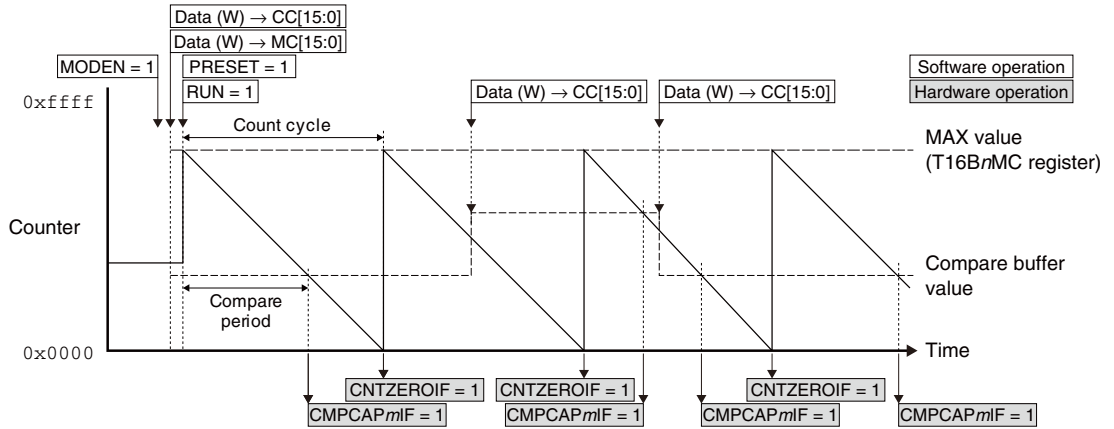 Data (W) → CC[15:0]
Data (W) → MC[15:0]
MODEN = 1
PRESET = 1
RUN = 1
Software operation
Hardware operation
Data (W) → CC[15:0]
Data (W) → CC[15:0]
0xffff
Count cycle
MAX value
(T16BnMC register)
Counter
Compare buffer
value
Compare
period
0x0000
Time
CNTZEROIF = 1
CNTZEROIF = 1
CNTZEROIF = 1
CMPCAPmIF = 1
CMPCAPmIF = 1
CMPCAPmIF = 1
CMPCAPmIF = 1